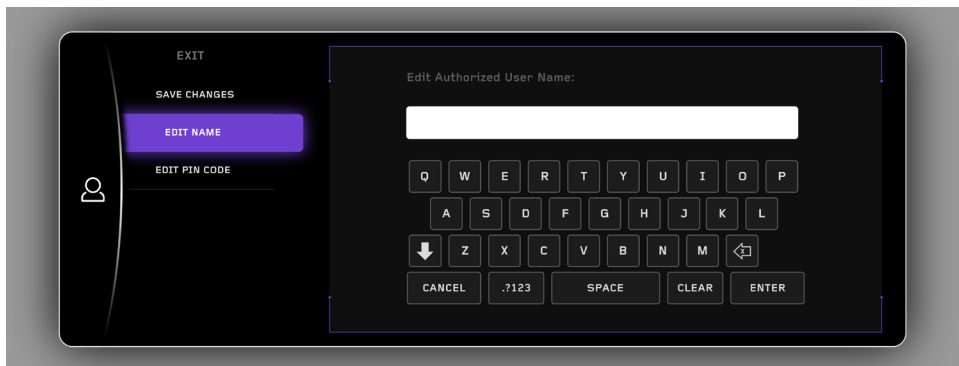 EXIT
SAVE CHANGES
EDIT NAME
EDIT PIN CODE
Edit Authorized User Name:
Q W E R T Y U I O P
A S D F G H J K L
Z X C V B N M X
CANCEL .?123 SPACE CLEAR ENTER